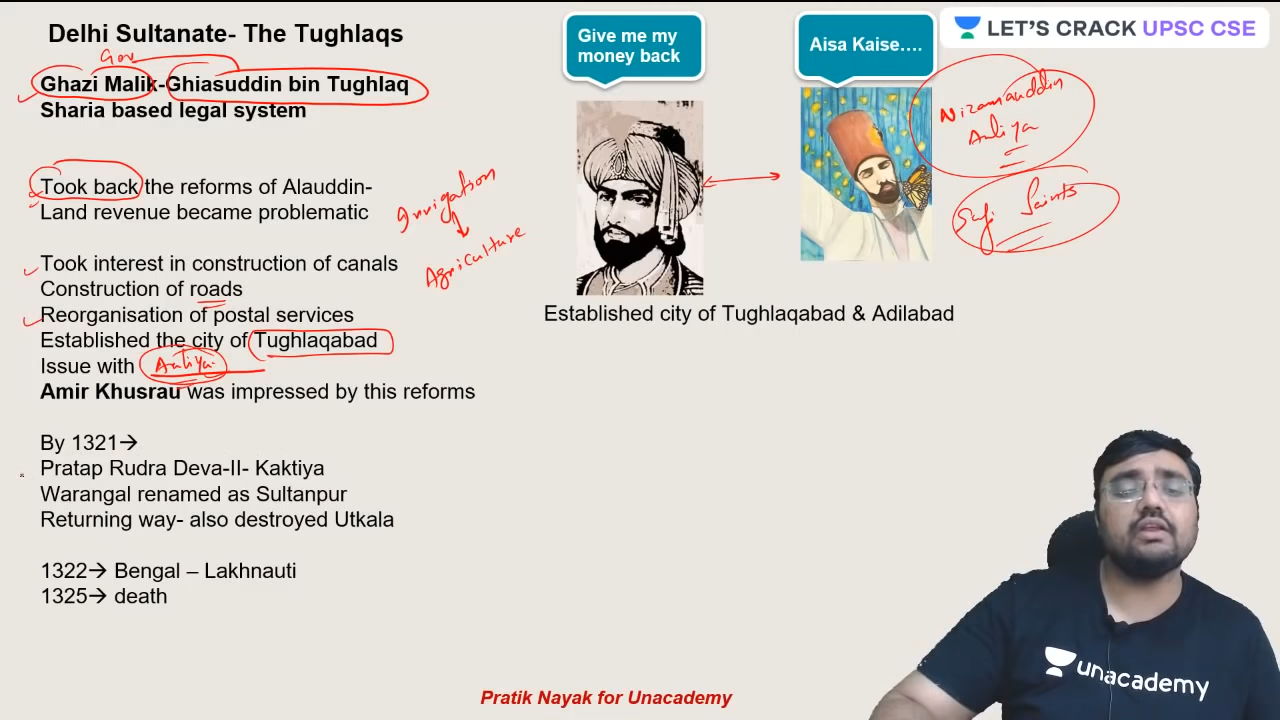 Delhi Sultanate- The Tughlaqs
Gov
Ghazi Malik-Ghiasuddin bin Tughlaq
Sharia based legal system
Took back the reforms of Alauddin-
Land revenue became problematic
Irrigation
Agriculture
Took interest in construction of canals
Construction of roads
Reorganisation of postal services
Established the city of Tughlaqabad
Issue with Auliya
Amir Khusrau was impressed by this reforms
By 1321→
Pratap Rudra Deva-II- Kaktiya
Warangal renamed as Sultanpur
Returning way- also destroyed Utkala
1322→ Bengal – Lakhnauti
1325→ death
Give me my
money back
Aisa Kaise....
LET'S CRACK UPSC CSE
Nizamauddin
Auliya
Sufi Saints
Established city of Tughlaqabad & Adilabad
unacademy
Pratik Nayak for Unacademy